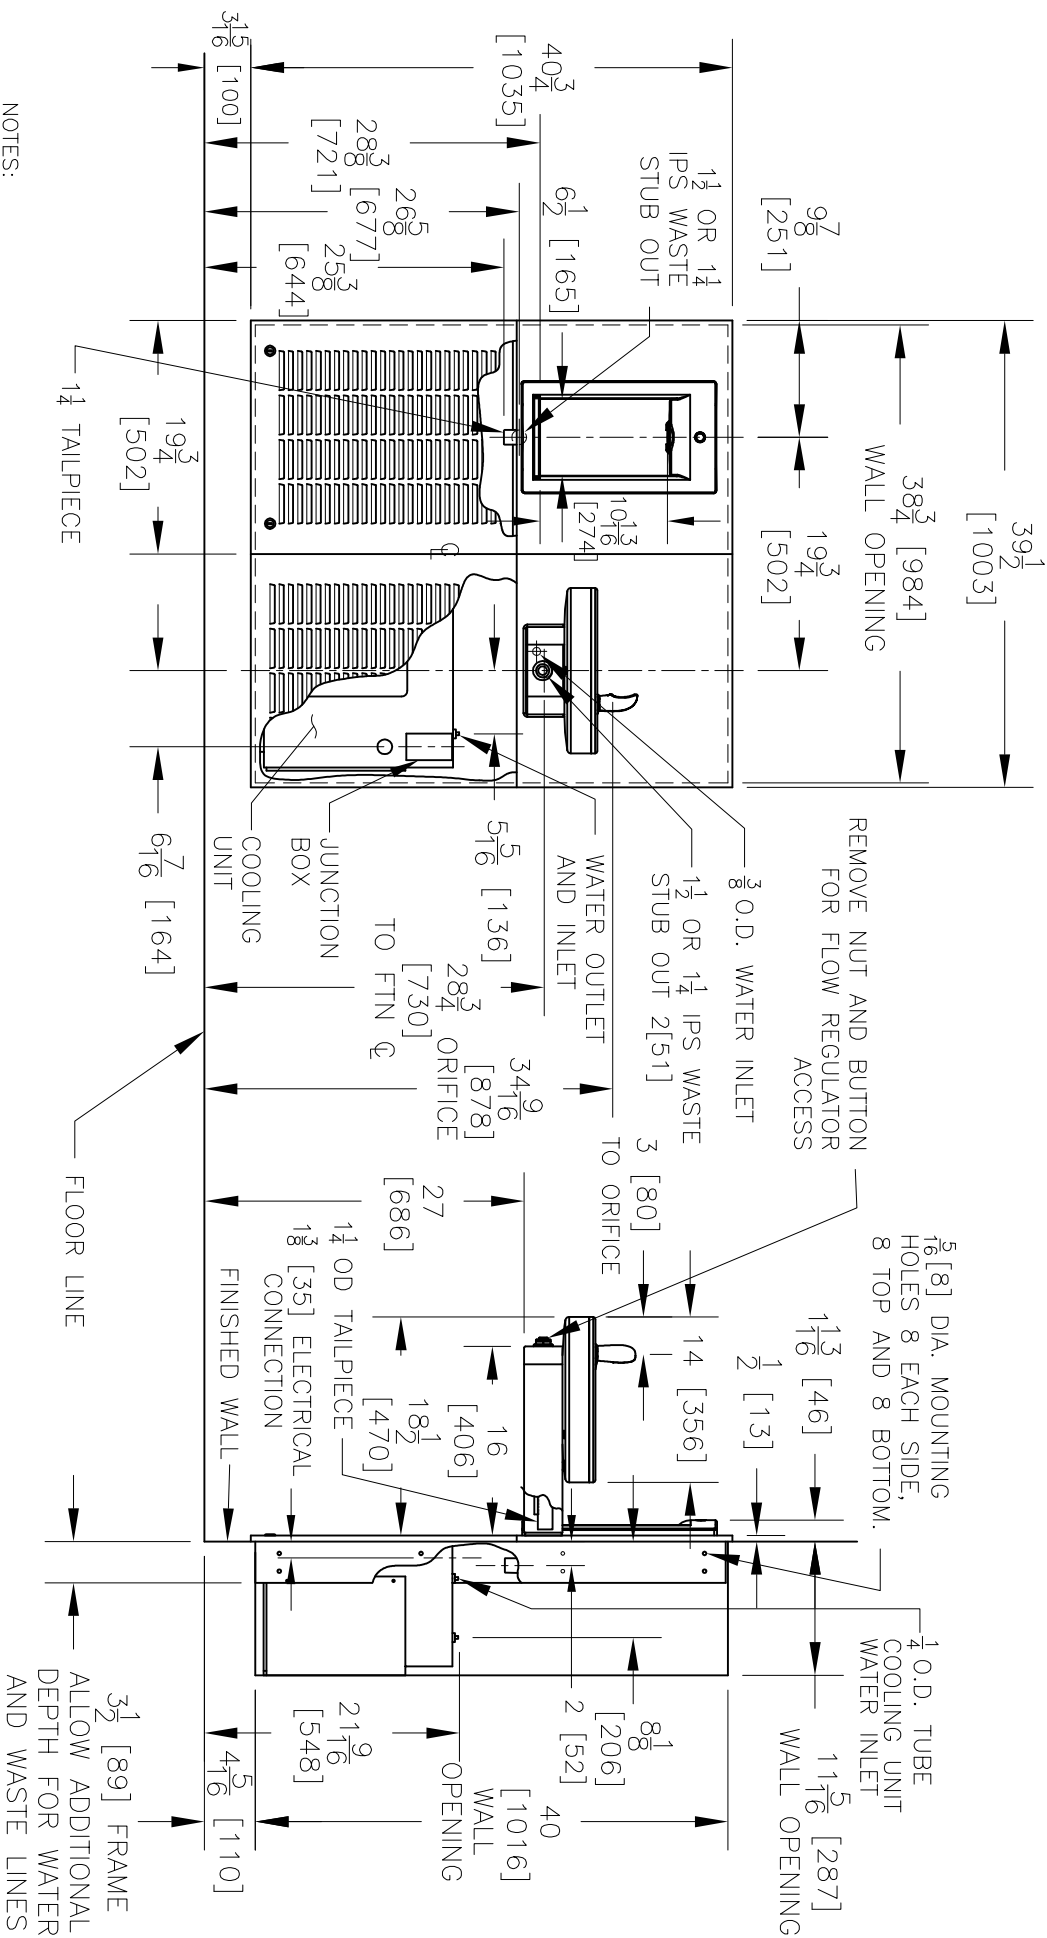 39 1/2
[1003]
38 3/4 [984]
WALL OPENING
9 7/8
[251]
19 3/4
[502]
1 1/2 OR 1 1/4
IPS WASTE
STUB OUT
6 1/2 [165]
10 13/16
[274]
40 3/4
[1035]
28 3/8
[721]
26 5/8
[677]
25 3/8
[644]
3 15/16 [100]
19 3/4
[502]
1 1/4 TAILPIECE
℄
6 7/16 [164]
5 5/16 [136]
COOLING
UNIT
JUNCTION
BOX
WATER OUTLET
AND INLET
1 1/2 OR 1 1/4 IPS WASTE
STUB OUT 2[51]
3/8 O.D. WATER INLET
28 3/4
[730]
TO FTN ℄
34 9/16
[878]
ORIFICE
REMOVE NUT AND BUTTON
FOR FLOW REGULATOR
ACCESS
3 [80]
TO ORIFICE
14 [356]
1/2 [13]
1 13/16 [46]
5/16 [8] DIA. MOUNTING
HOLES 8 EACH SIDE,
8 TOP AND 8 BOTTOM.
27
[686]
16
[406]
18 1/2
[470]
1 1/4 OD TAILPIECE
1 3/8 [35] ELECTRICAL
CONNECTION
FINISHED WALL
FLOOR LINE
1/4 O.D. TUBE
COOLING UNIT
WATER INLET
11 5/16 [287]
WALL OPENING
8 1/8
[206]
2 [52]
40
[1016]
WALL
OPENING
21 9/16
[548]
4 5/16 [110]
3 1/2 [89] FRAME
ALLOW ADDITIONAL
DEPTH FOR WATER
AND WASTE LINES
NOTES: